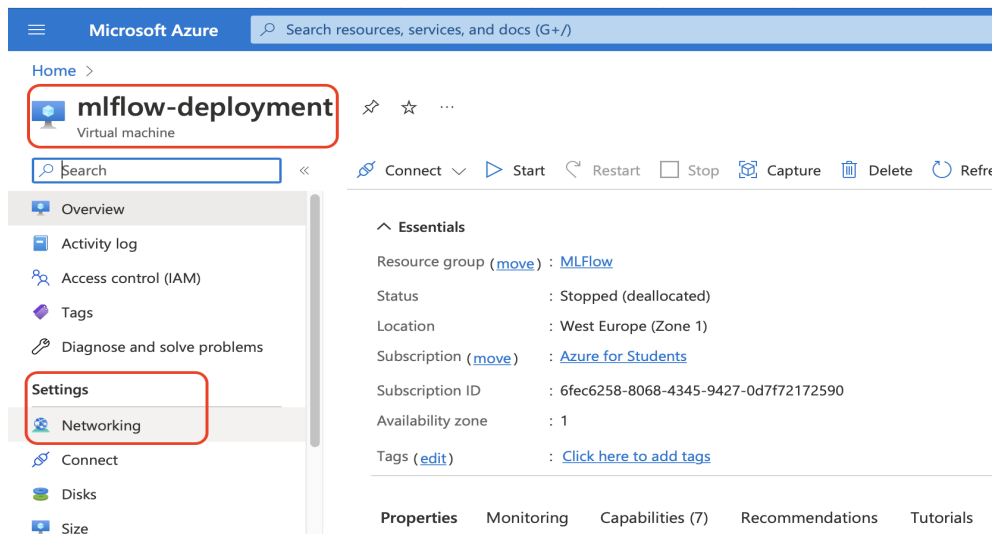 Microsoft Azure
Search resources, services, and docs (G+/)
Home >
mlflow-deployment
Virtual machine
Search
Overview
Activity log
Access control (IAM)
Tags
Diagnose and solve problems
Settings
Networking
Connect
Disks
Size
Connect Start Restart Stop Capture Delete Refre
Essentials
Resource group (move) : MLFlow
Status : Stopped (deallocated)
Location : West Europe (Zone 1)
Subscription (move) : Azure for Students
Subscription ID : 6fec6258-8068-4345-9427-0d7f72172590
Availability zone : 1
Tags (edit) : Click here to add tags
Properties Monitoring Capabilities (7) Recommendations Tutorials